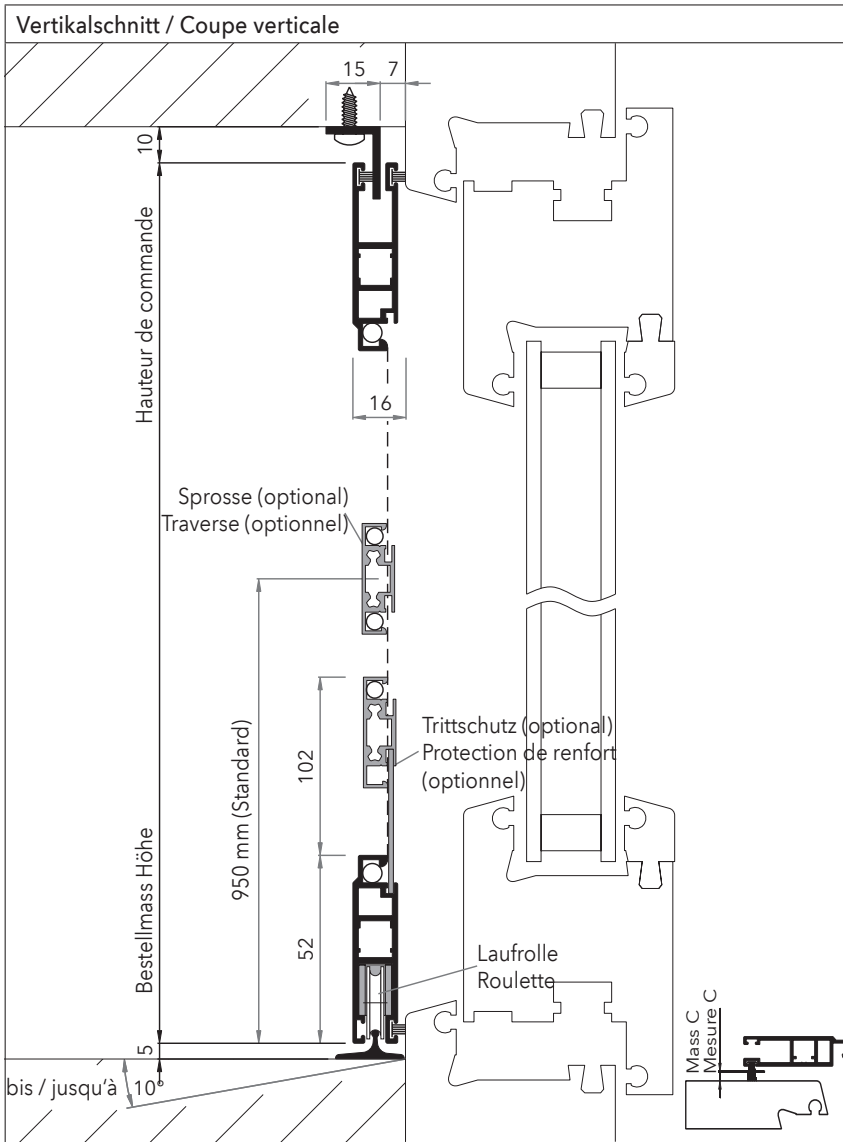 Vertikalschnitt / Coupe verticale
15
7
10
Hauteur de commande
16
Sprosse (optional)
Traverse (optionnel)
Trittschutz (optional)
Protection de renfort
(optionnel)
102
950 mm (Standard)
Bestellmass Höhe
52
Laufrolle
Roulette
5
bis / jusqu'à 10°
Mass C
Mesure C